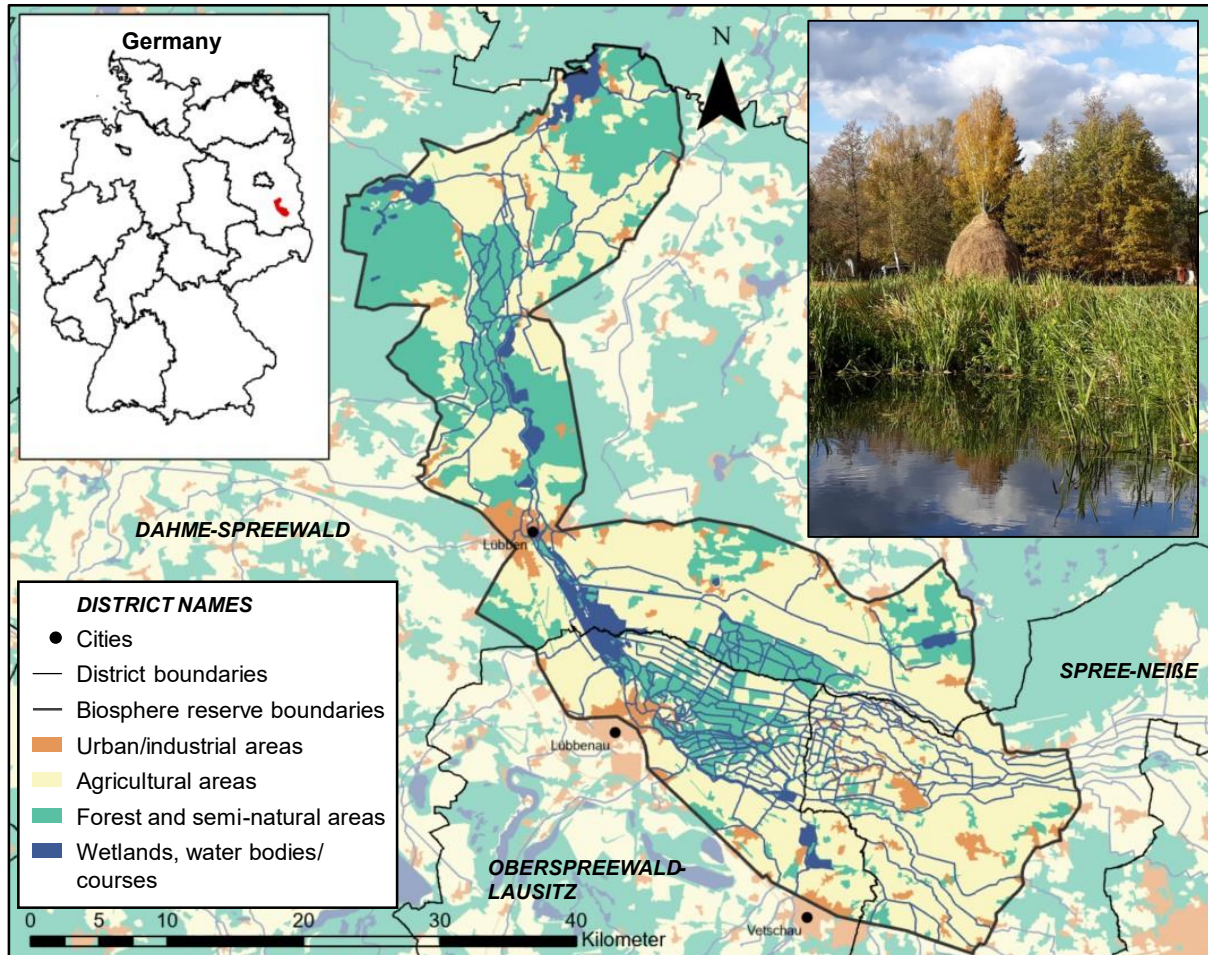 Germany
N
DAHME-SPREEWALD
Lübben
SPREE-NEIßE
Lübbenau
OBERSPREEWALD-
LAUSITZ
Vetschau
DISTRICT NAMES
Cities
District boundaries
Biosphere reserve boundaries
Urban/industrial areas
Agricultural areas
Forest and semi-natural areas
Wetlands, water bodies/
courses
0 5 10 20 30 40
Kilometer